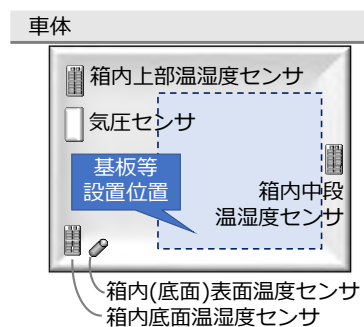 車体
箱内上部温湿度センサ
気圧センサ
基板等
設置位置
箱内中段
温湿度センサ
箱内(底面)表面温度センサ
箱内底面温湿度センサ